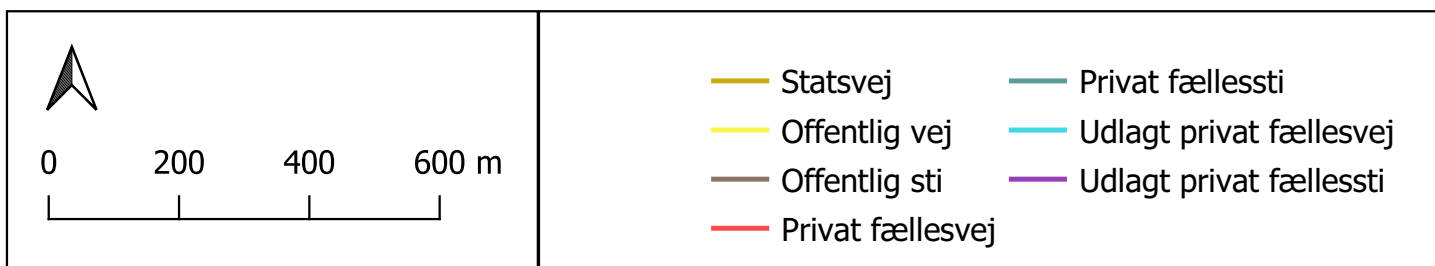 0 200 400 600 m
Statsvej
Offentlig vej
Offentlig sti
Privat fællesvej
Privat fællessti
Udlagt privat fællesvej
Udlagt privat fællessti